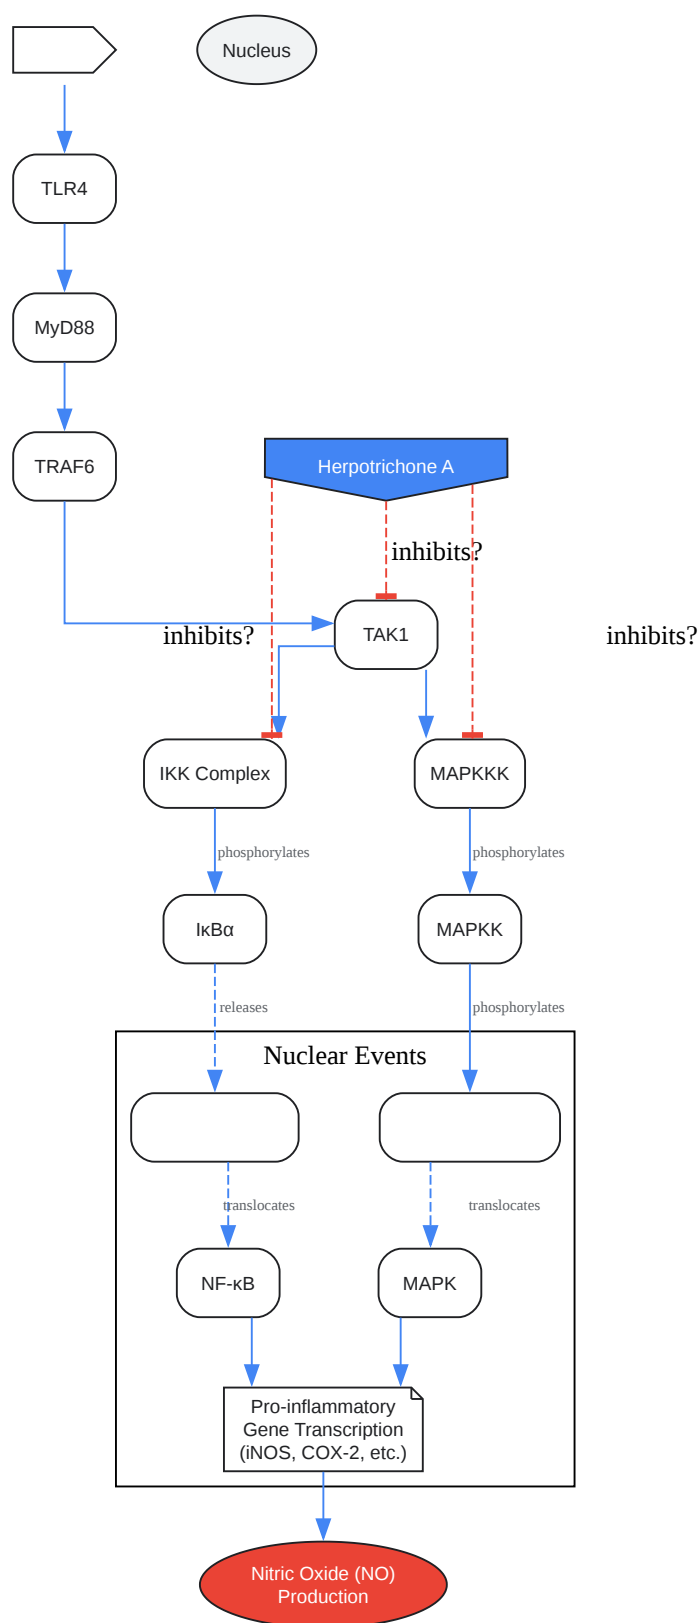 Nucleus
TLR4
MyD88
TRAF6
Herpotrichone A
inhibits?
inhibits?
TAK1
inhibits?
IKK Complex
MAPKKK
phosphorylates
phosphorylates
IκBα
MAPKK
releases
phosphorylates
Nuclear Events
translocates
translocates
NF-κB
MAPK
Pro-inflammatory
Gene Transcription
(iNOS, COX-2, etc.)
Nitric Oxide (NO)
Production